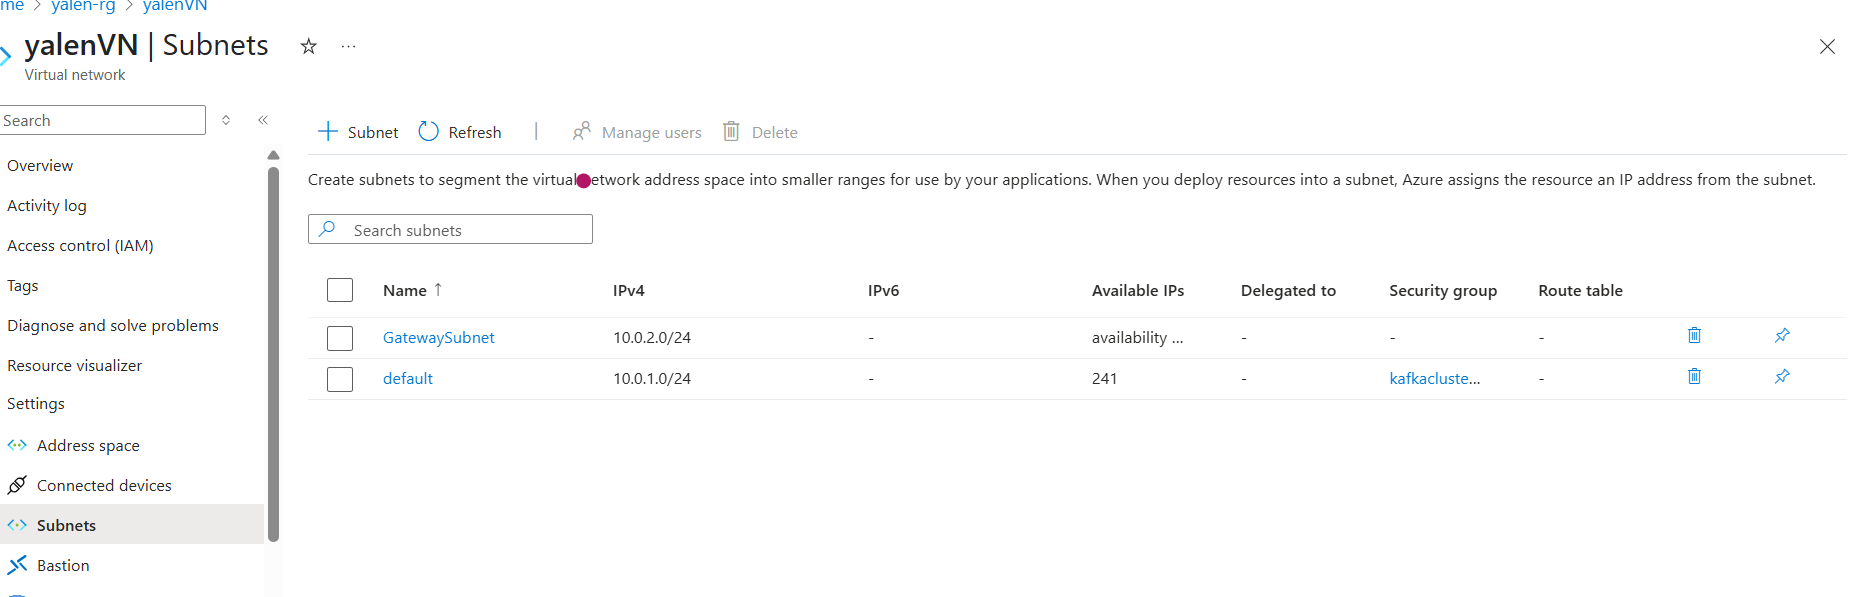 me > yalen-rg > yalenVN
yalenVN | Subnets ☆ ···
Virtual network
Search
Overview
Activity log
Access control (IAM)
Tags
Diagnose and solve problems
Resource visualizer
Settings
Address space
Connected devices
Subnets
Bastion
+ Subnet Refresh | Manage users Delete
Create subnets to segment the virtual etwork address space into smaller ranges for use by your applications. When you deploy resources into a subnet, Azure assigns the resource an IP address from the subnet.
Search subnets
Name ↑ IPv4 IPv6 Available IPs Delegated to Security group Route table
GatewaySubnet 10.0.2.0/24 - availability ... - - -
default 10.0.1.0/24 - 241 - kafkacluste... -